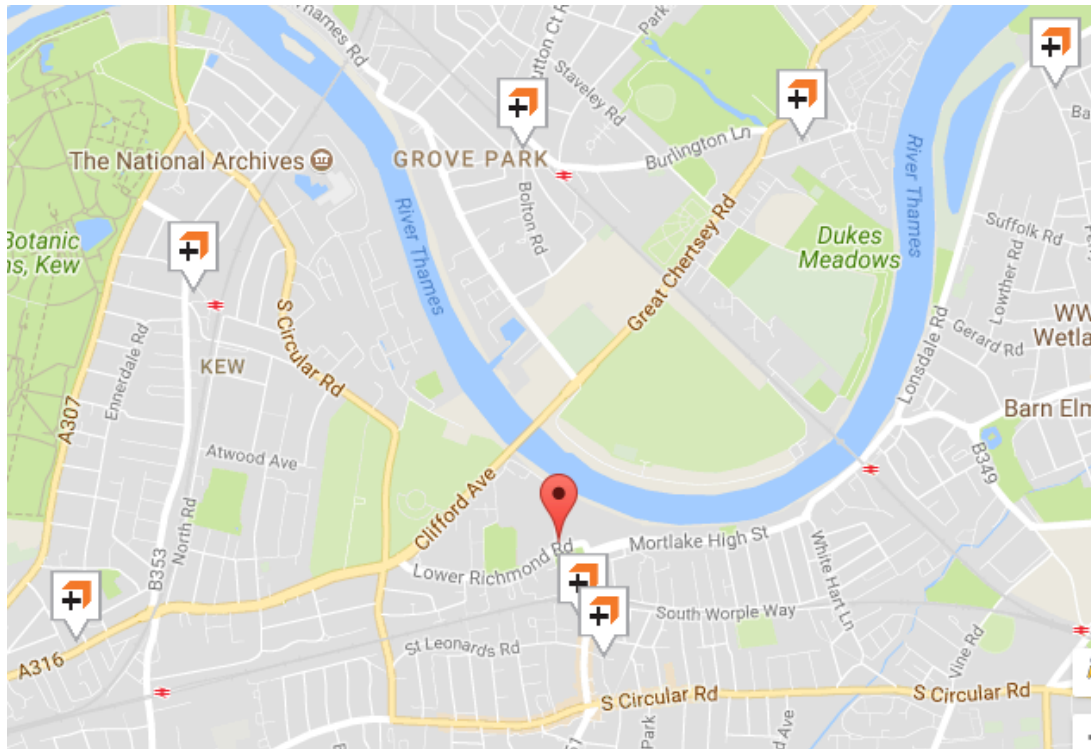 Thames Rd
Sutton Ct R
Park
Staveley Rd
Ba
The National Archives
GROVE PARK
Burlington Ln
River Thames
River Thames
Bolton Rd
Botanic
ns, Kew
Dukes
Meadows
Suffolk Rd
Great Chertsey Rd
Lowther Rd
S Circular Rd
WW
Wetla
Gerard Rd
Lonsdale Rd
KEW
Ennerdale Rd
A307
Barn Elm
Atwood Ave
B349
Clifford Ave
North Rd
B353
Mortlake High St
Lower Richmond Rd
White Hart Ln
South Worple Way
St Leonards Rd
Vine Rd
A316
S Circular Rd
S Circular Rd
Park
d Ave
51